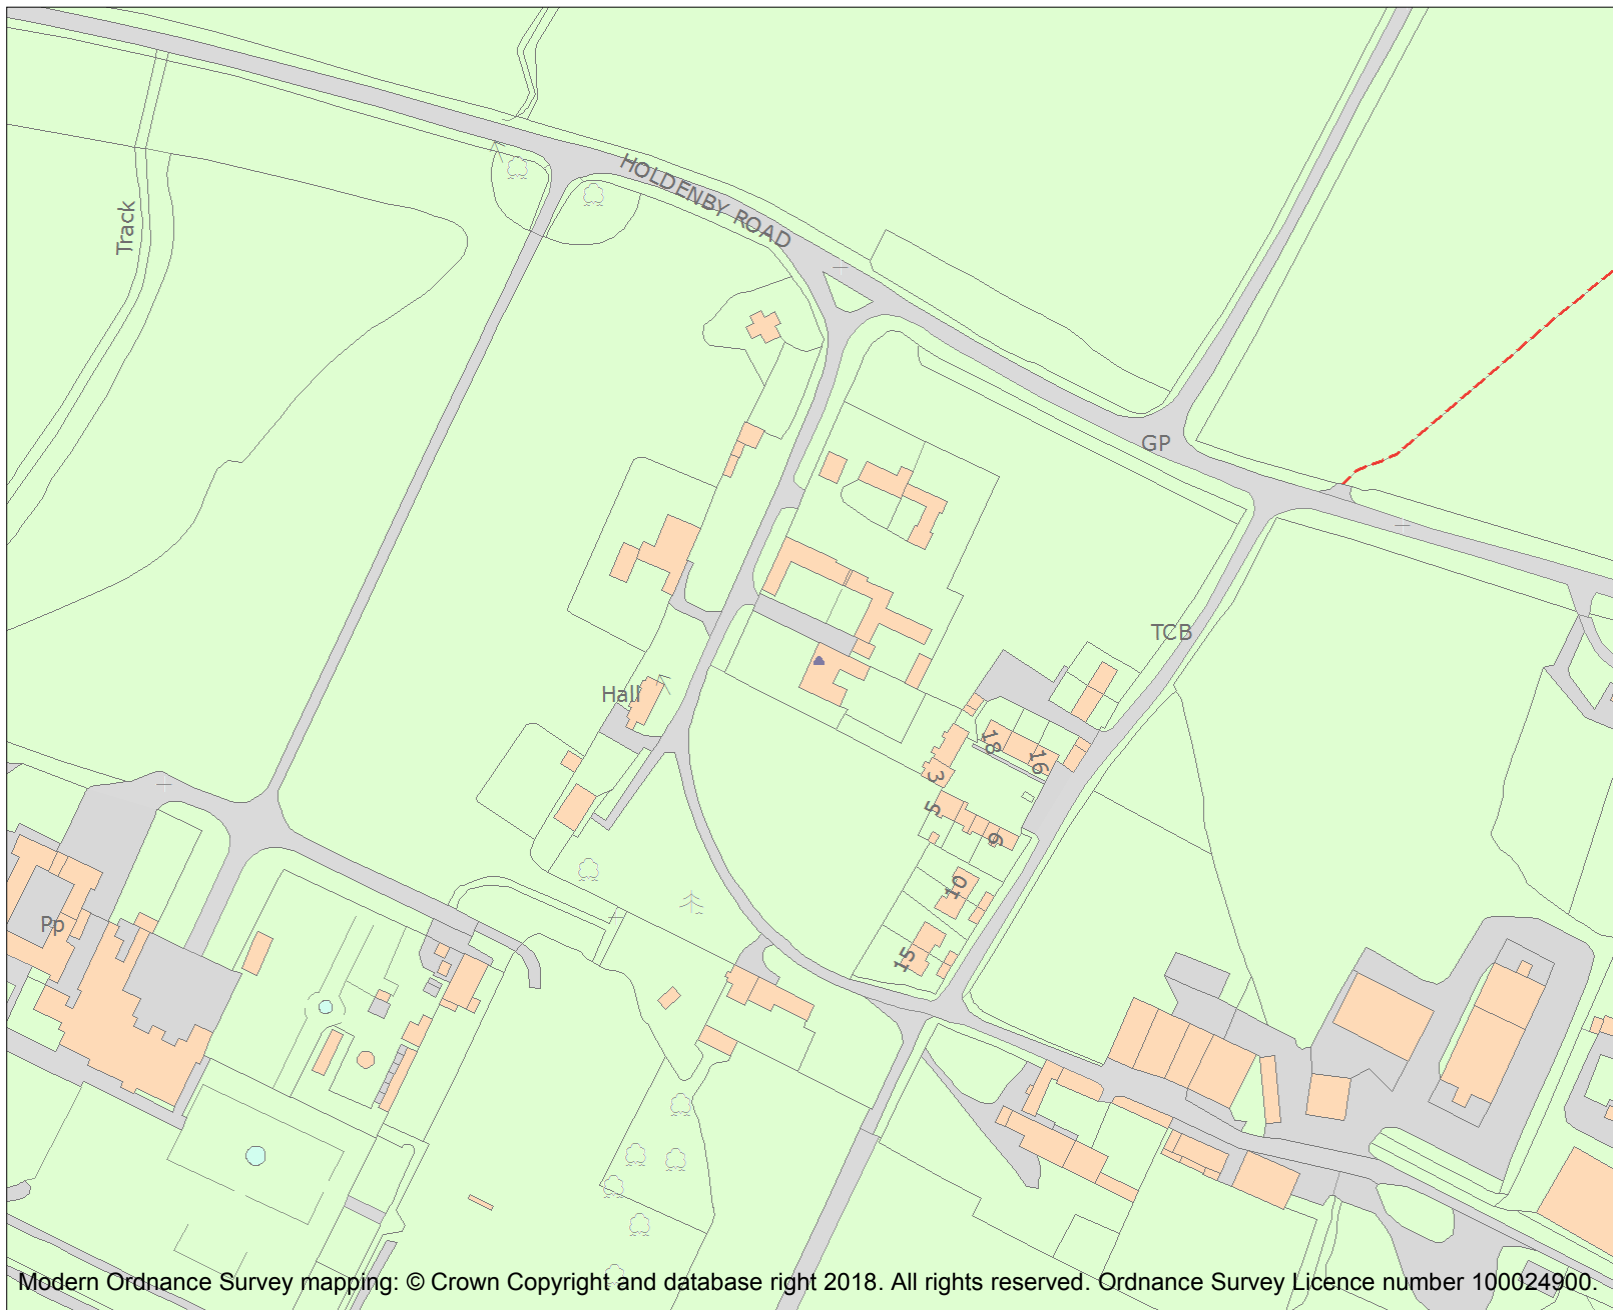 HOLDENBY ROAD
Track
GP
TCB
Hall
18
16
3
5
9
10
15
Pp
Modern Ordnance Survey mapping: © Crown Copyright and database right 2018. All rights reserved. Ordnance Survey Licence number 100024900.